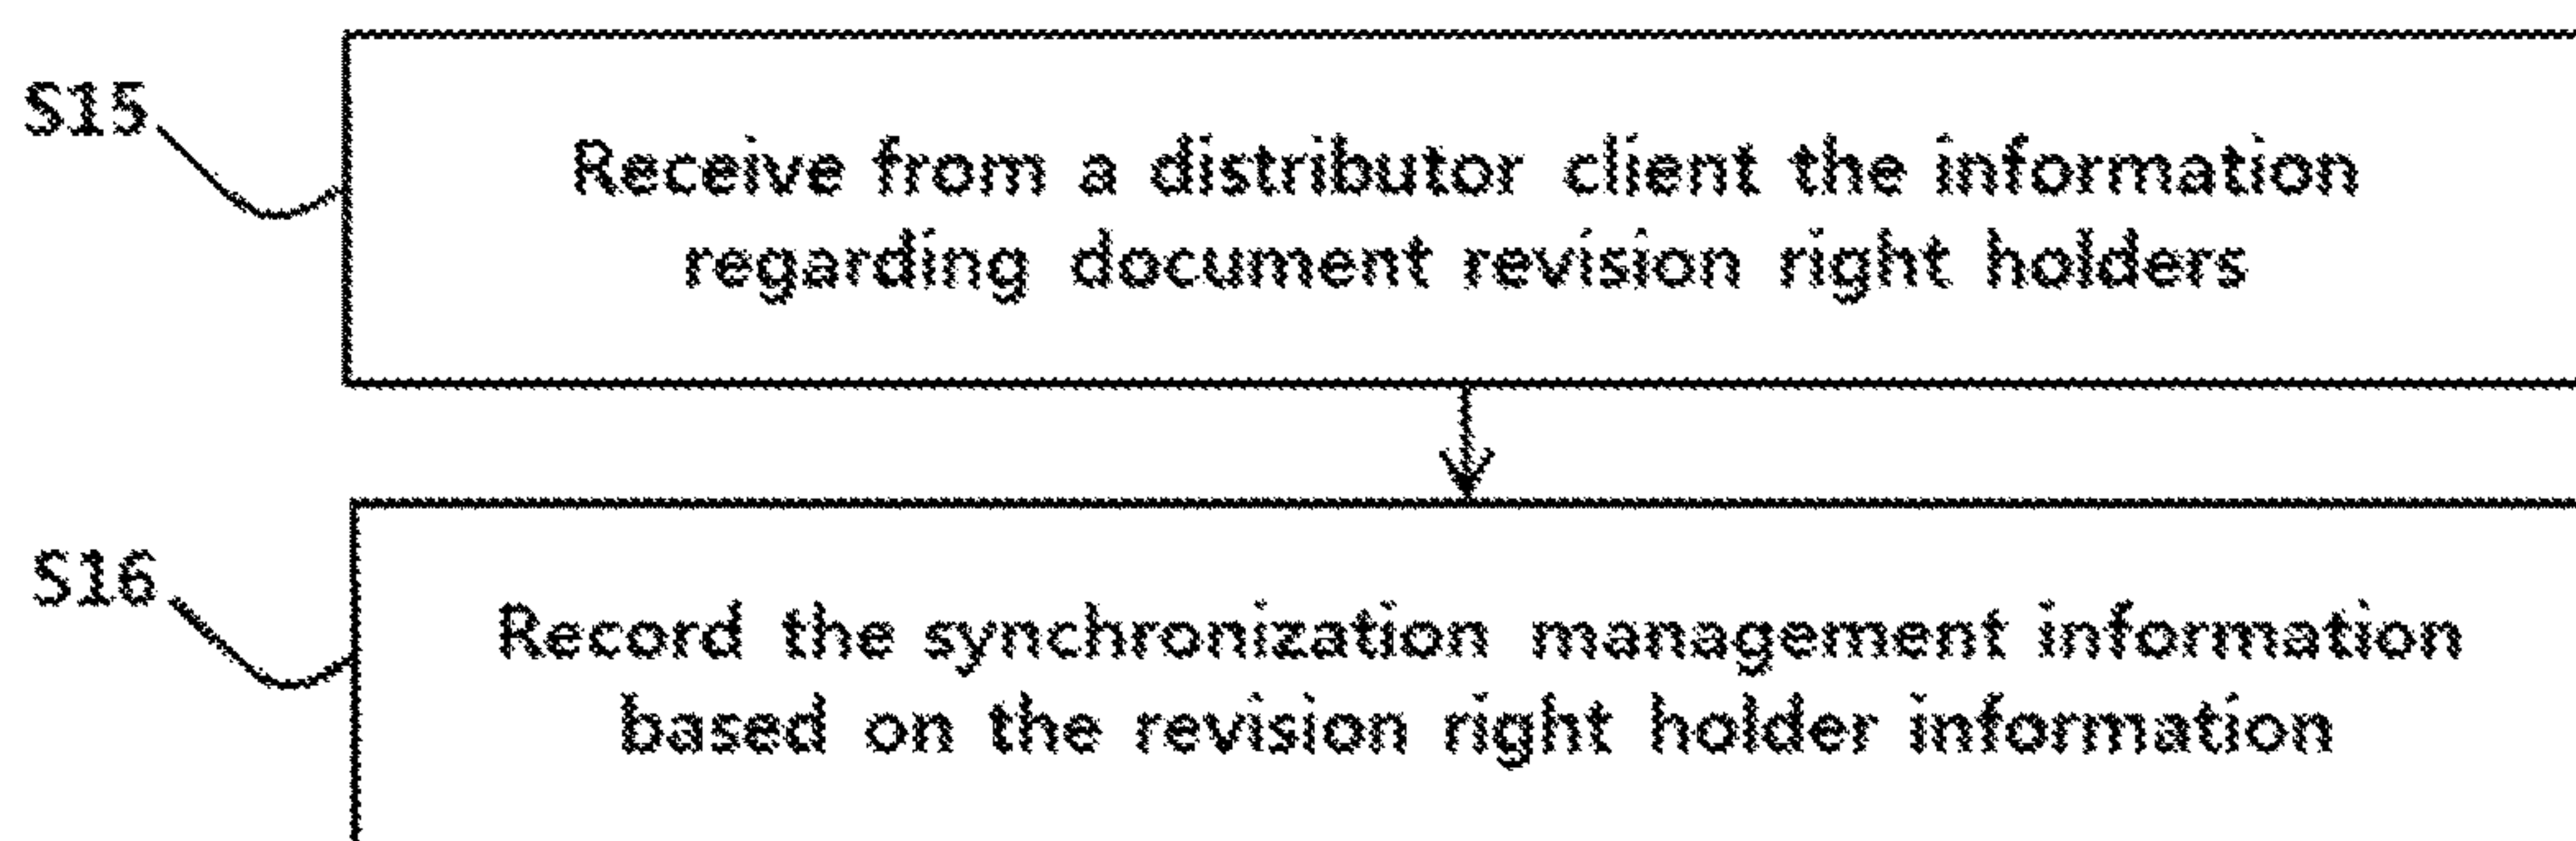 S15
Receive from a distributor client the information
regarding document revision right holders
S16
Record the synchronization management information
based on the revision right holder information